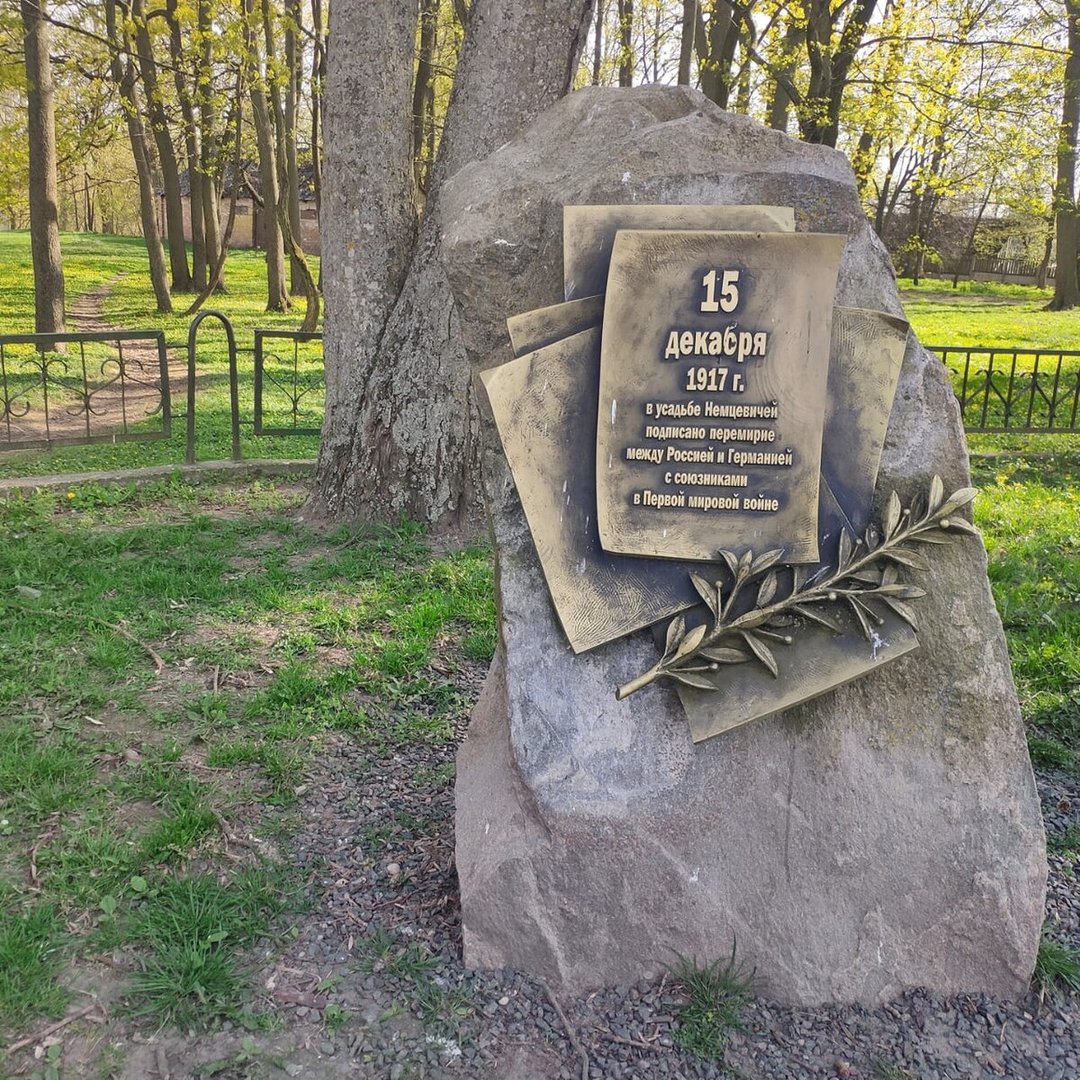 15
декабря
1917 г.
в усадьбе Немцевичей
подписано перемирие
между Россией и Германией
с союзниками
в Первой мировой войне